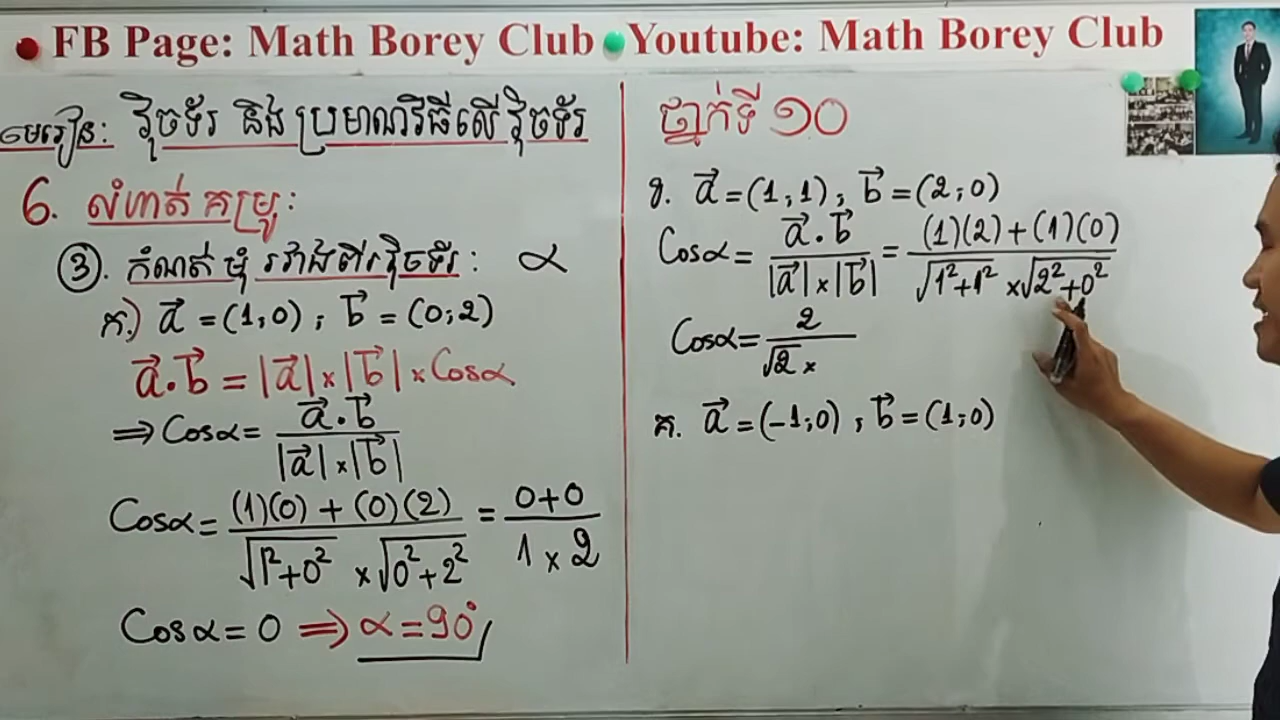 FB Page: Math Borey Club Youtube: Math Borey Club
មេរៀន: វ៉ិចទ័រ និង ប្រមាណវិធីលើ វ៉ិចទ័រ
6. លំហាត់ គម្រូ:
③. កំណត់ មុំ រវាងពីរវ៉ិចទ័រ: α
ក.) a⃗ = (1;0) ; b⃗ = (0;2)
a⃗.b⃗ = |a⃗| × |b⃗| × Cosα
⇒ Cosα = a⃗.b⃗ / |a⃗| × |b⃗|
Cosα = (1)(0) + (0)(2) / √1²+0² × √0²+2² = 0+0 / 1 × 2
Cosα = 0 ⇒ α = 90°
ថ្នាក់ទី ១០
ខ. a⃗ = (1;1) ; b⃗ = (2;0)
Cosα = a⃗.b⃗ / |a⃗| × |b⃗| = (1)(2) + (1)(0) / √1²+1² × √2²+0²
Cosα = 2 / √2 ×
គ. a⃗ = (-1;0) ; b⃗ = (1;0)